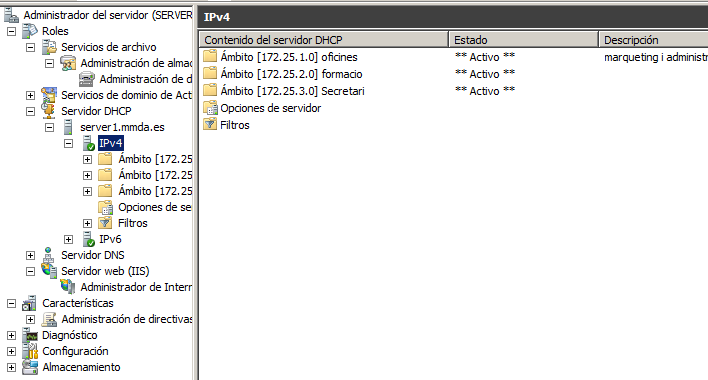 Administrador del servidor (SERVER
Roles
Servicios de archivo
Administración de almac
Administración de d
Servicios de dominio de Act
Servidor DHCP
server1.mmda.es
IPv4
Ámbito [172.25
Ámbito [172.25
Ámbito [172.25
Opciones de se
Filtros
IPv6
Servidor DNS
Servidor web (IIS)
Administrador de Intern
Características
Administración de directivas
Diagnóstico
Configuración
Almacenamiento
IPv4
Contenido del servidor DHCP Estado Descripción
Ámbito [172.25.1.0] oficines ** Activo ** marqueting i administr
Ámbito [172.25.2.0] formacio ** Activo **
Ámbito [172.25.3.0] Secretari ** Activo **
Opciones de servidor
Filtros